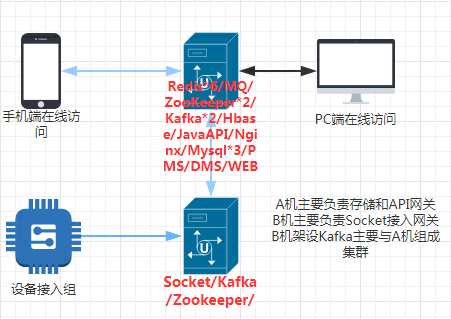 Redis*6/MQ/
ZooKeeper*2/
Kafka*2/Hbas
e/JavaAPI/Ng
inx/Mysql*3/P
MS/DMS/WEB
手机端在线访
问
PC端在线访问
A机主要负责存储和API网关
B机主要负责Socket接入网关
B机架设Kafka主要与A机组成
集群
设备接入组
Socket/Kafka
/Zookeeper/